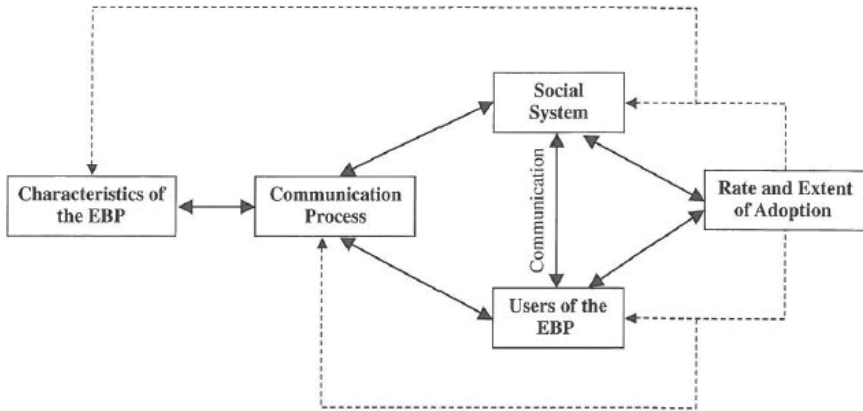 Social
System
Characteristics of
the EBP
Communication
Process
Communication
Rate and Extent
of Adoption
Users of the
EBP